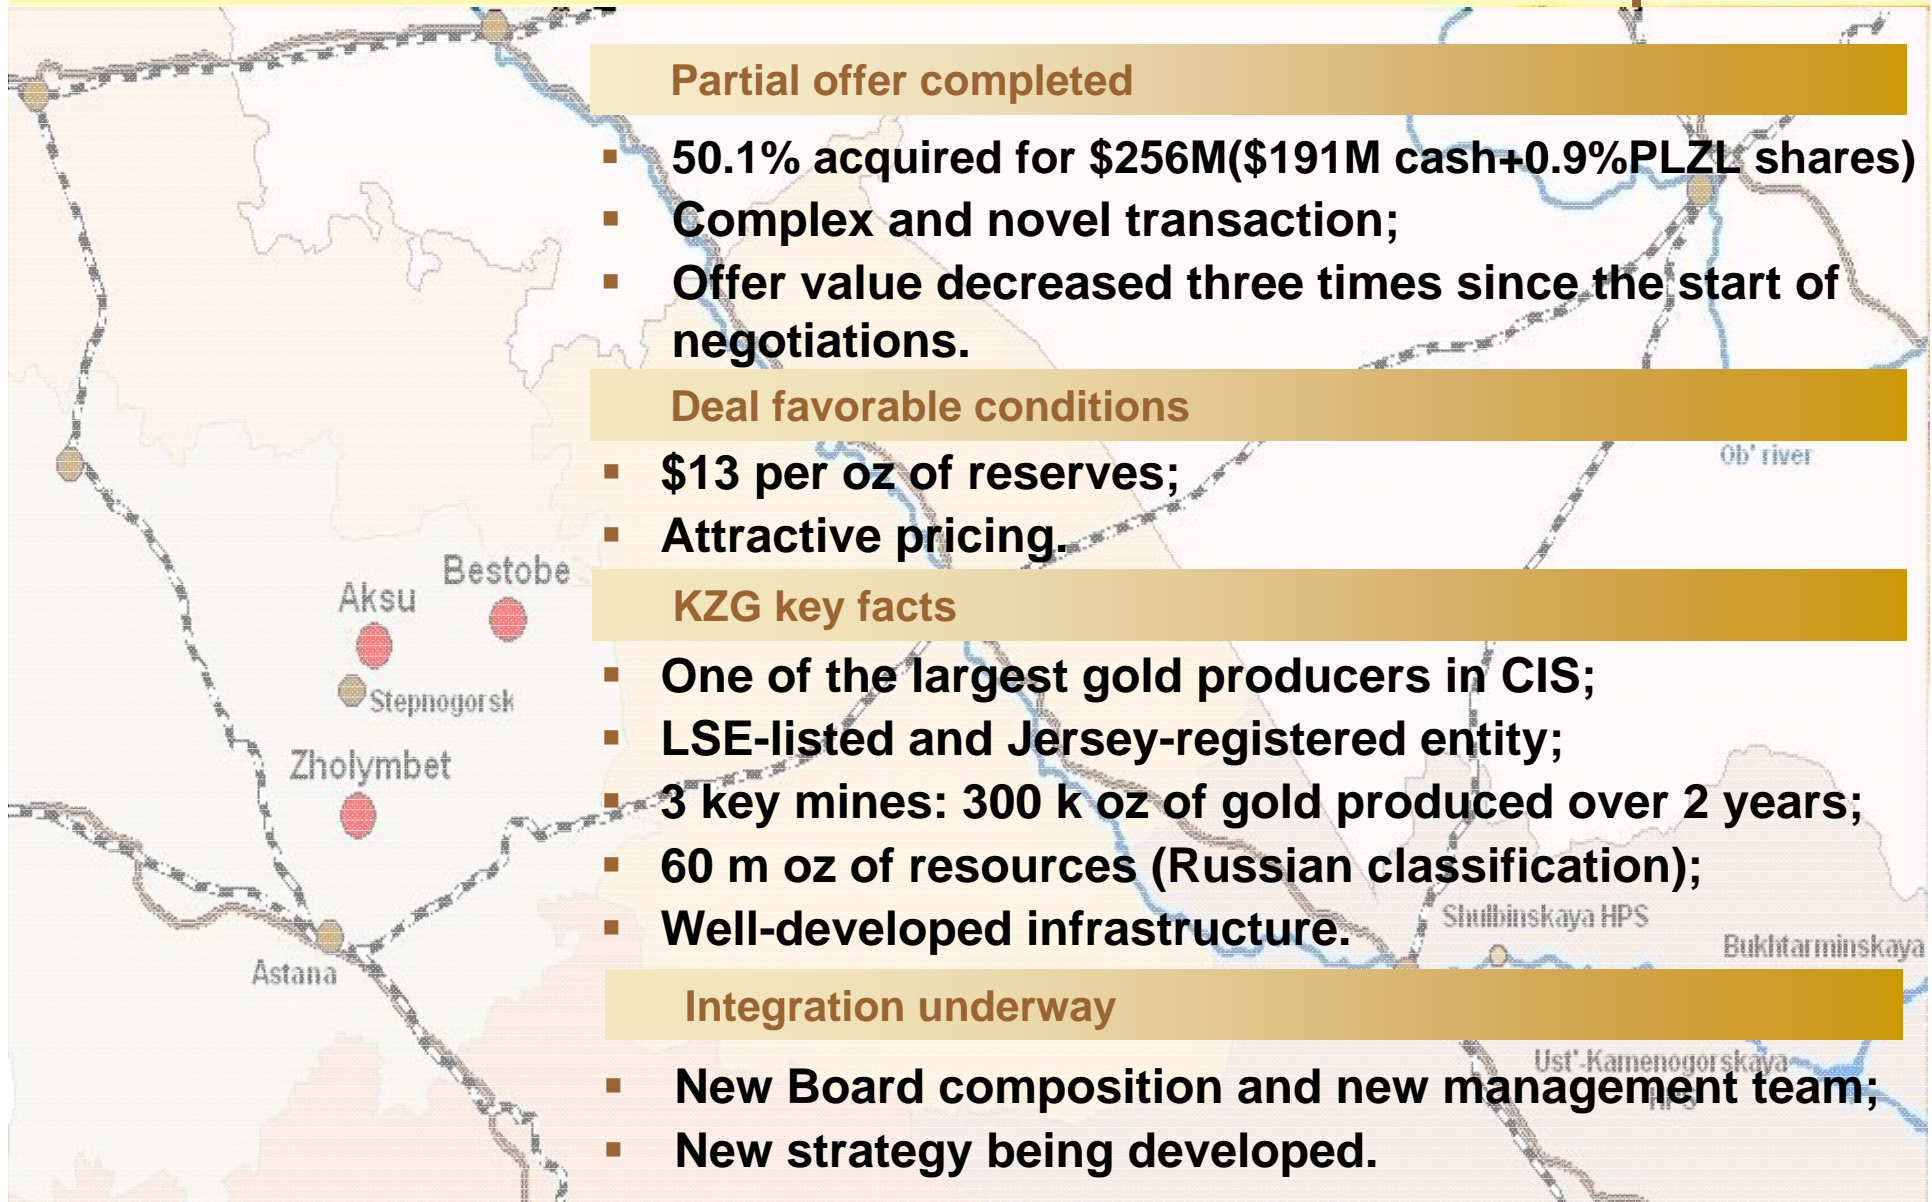 Partial offer completed
50.1% acquired for $256M($191M cash+0.9%PLZL shares)
Complex and novel transaction;
Offer value decreased three times since the start of
negotiations.
Deal favorable conditions
$13 per oz of reserves;
Attractive pricing.
KZG key facts
One of the largest gold producers in CIS;
LSE-listed and Jersey-registered entity;
3 key mines: 300 k oz of gold produced over 2 years;
60 m oz of resources (Russian classification);
Well-developed infrastructure.
Integration underway
New Board composition and new management team;
New strategy being developed.
Ob' river
Bestobe
Aksu
Stepnogorsk
Zholymbet
Astana
Shulbinskaya HPS
Bukhtarminskaya
Ust'-Kamenogorskaya
HPS